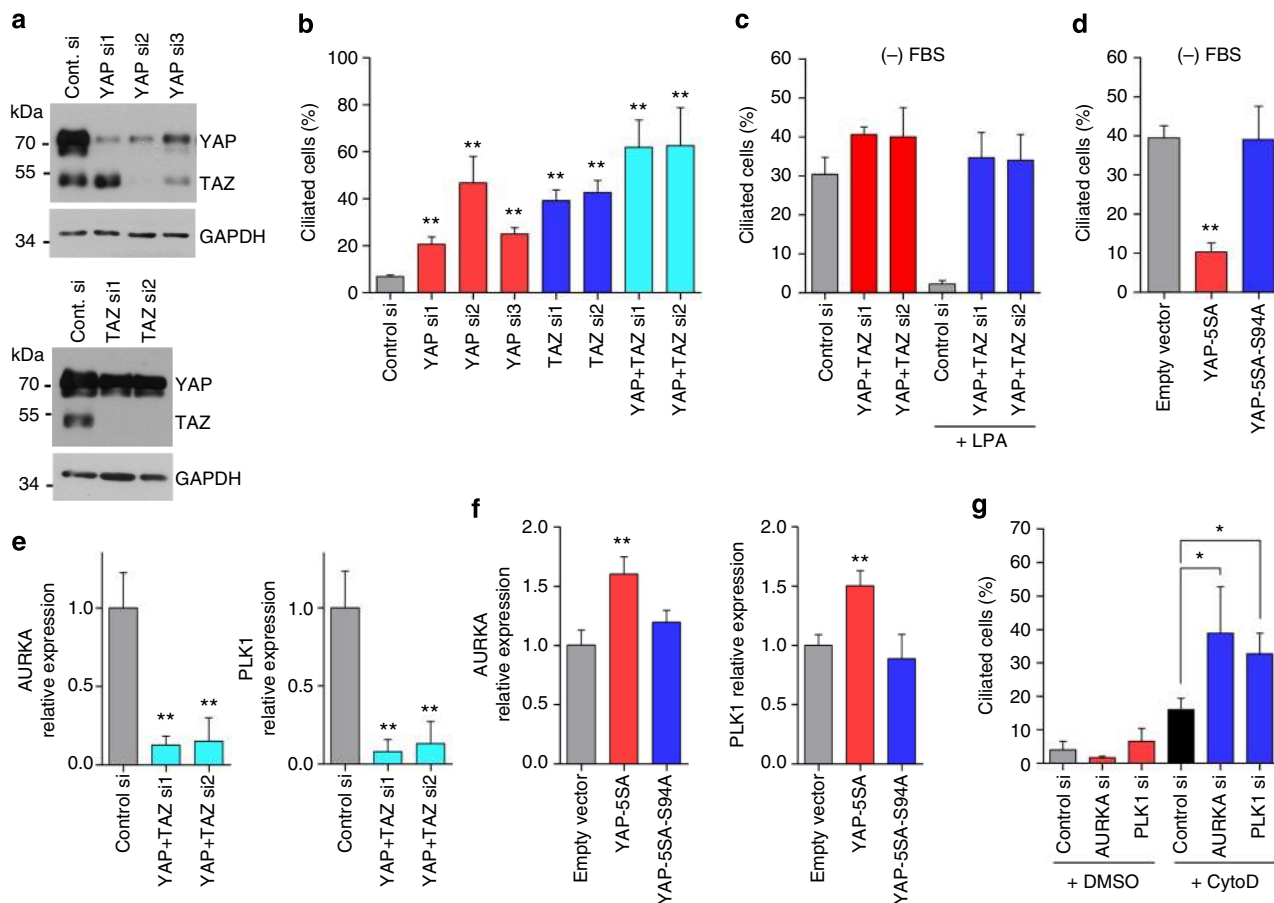 a
Cont. si
YAP si1
YAP si2
YAP si3
kDa
70
55
34
YAP
TAZ
GAPDH
Cont. si
TAZ si1
TAZ si2
kDa
70
55
34
YAP
TAZ
GAPDH
b
Ciliated cells (%)
100
80
60
40
20
0
** ** ** ** ** ** **
Control si
YAP si1
YAP si2
YAP si3
TAZ si1
TAZ si2
YAP+TAZ si1
YAP+TAZ si2
c
(–) FBS
Ciliated cells (%)
60
50
40
30
20
10
0
Control si
YAP+TAZ si1
YAP+TAZ si2
Control si
YAP+TAZ si1
YAP+TAZ si2
+ LPA
d
(–) FBS
Ciliated cells (%)
60
50
40
30
20
10
0
**
Empty vector
YAP-5SA
YAP-5SA-S94A
e
AURKA
relative expression
1.0
0.5
0.0
** **
Control si
YAP+TAZ si1
YAP+TAZ si2
PLK1
relative expression
1.0
0.5
0.0
** **
Control si
YAP+TAZ si1
YAP+TAZ si2
f
AURKA
relative expression
2.0
1.5
1.0
0.5
0.0
**
Empty vector
YAP-5SA
YAP-5SA-S94A
PLK1 relative expression
2.0
1.5
1.0
0.5
0.0
**
Empty vector
YAP-5SA
YAP-5SA-S94A
g
Ciliated cells (%)
70
60
50
40
30
20
10
0
* *
Control si
AURKA si
PLK1 si
Control si
AURKA si
PLK1 si
+ DMSO
+ CytoD